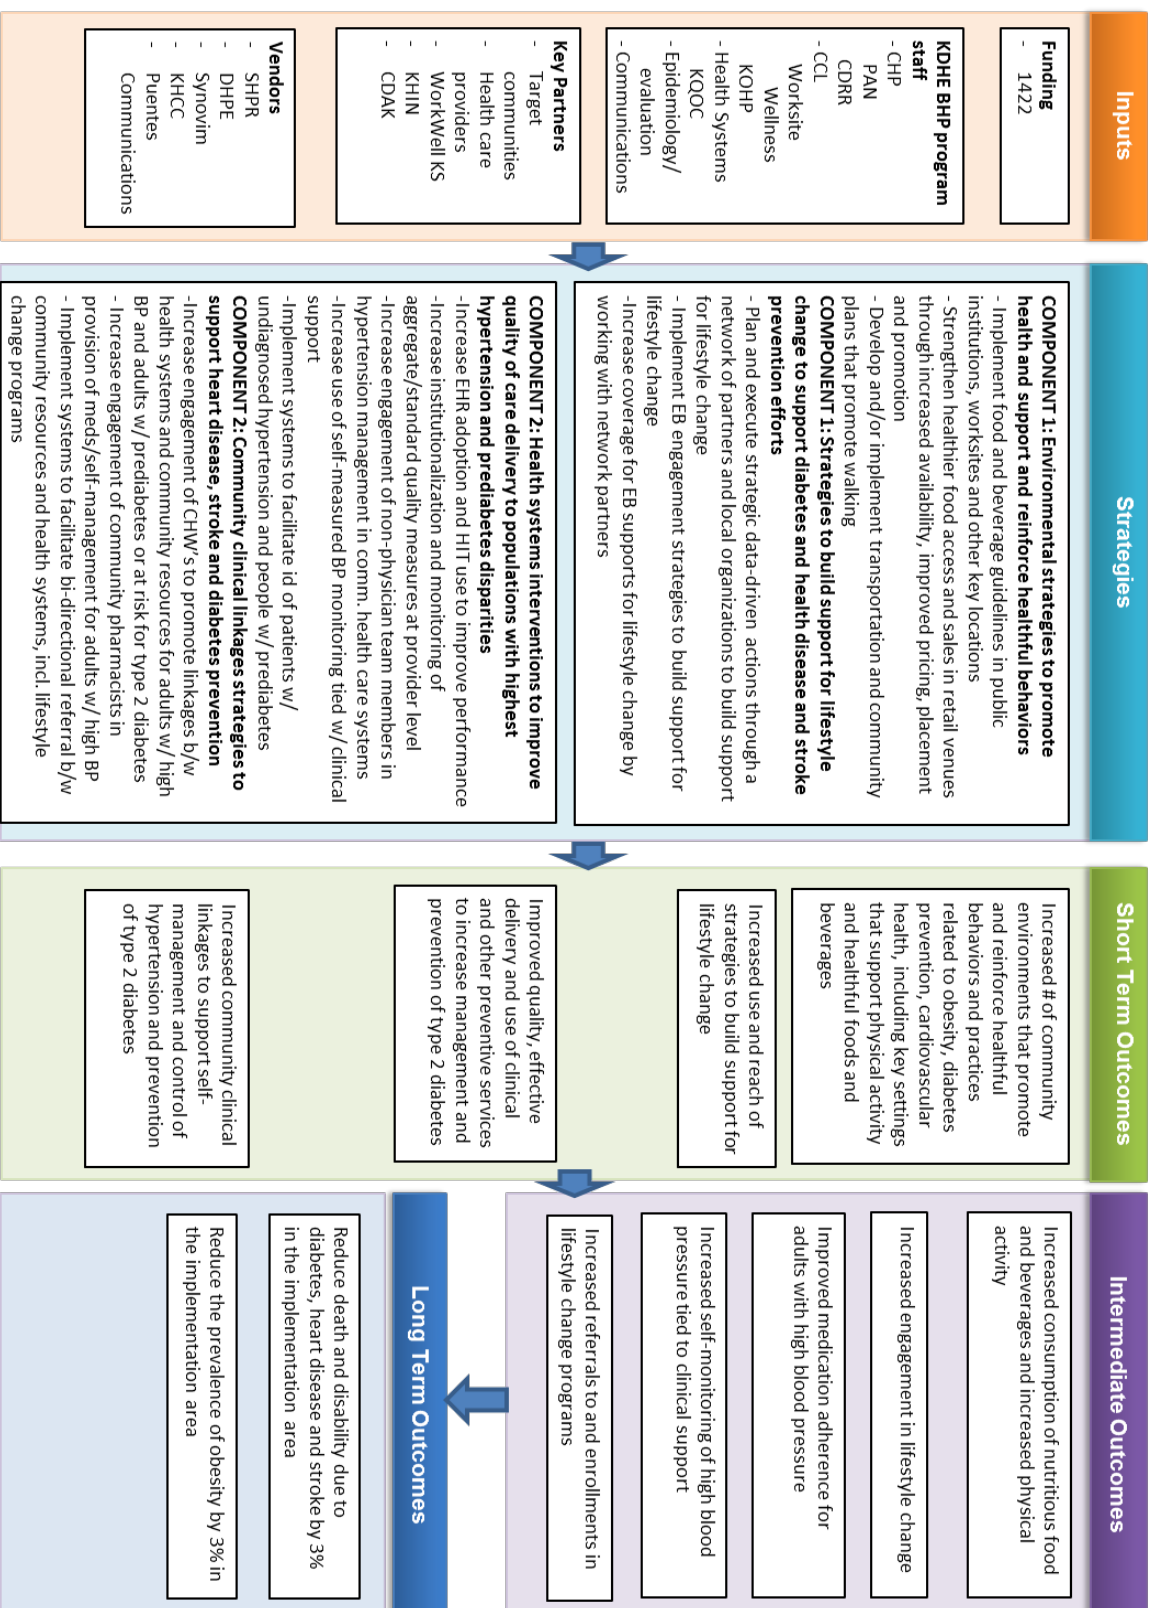 Inputs
Funding
- 1422
KDHE BHP program
staff
- CHP
PAN
CDRR
- CCL
Worksite
Wellness
KOHP
- Health Systems
KQOC
- Epidemiology/
evaluation
- Communications
Key Partners
- Target
communities
- Health care
providers
- WorkWell KS
- KHIN
- CDAK
Vendors
- SHPR
- DHPE
- Synovim
- KHCC
- Puentes
Communications
Strategies
COMPONENT 1: Environmental strategies to promote
health and support and reinforce healthful behaviors
- Implement food and beverage guidelines in public
institutions, worksites and other key locations
- Strengthen healthier food access and sales in retail venues
through increased availability, improved pricing, placement
and promotion
- Develop and/or implement transportation and community
plans that promote walking
COMPONENT 1: Strategies to build support for lifestyle
change to support diabetes and health disease and stroke
prevention efforts
- Plan and execute strategic data-driven actions through a
network of partners and local organizations to build support
for lifestyle change
- Implement EB engagement strategies to build support for
lifestyle change
-Increase coverage for EB supports for lifestyle change by
working with network partners
COMPONENT 2: Health systems interventions to improve
quality of care delivery to populations with highest
hypertension and prediabetes disparities
-Increase EHR adoption and HIT use to improve performance
-Increase institutionalization and monitoring of
aggregate/standard quality measures at provider level
-Increase engagement of non-physician team members in
hypertension management in comm. health care systems
-Increase use of self-measured BP monitoring tied w/ clinical
support
-Implement systems to facilitate id of patients w/
undiagnosed hypertension and people w/ prediabetes
COMPONENT 2: Community clinical linkages strategies to
support heart disease, stroke and diabetes prevention
-Increase engagement of CHW's to promote linkages b/w
health systems and community resources for adults w/ high
BP and adults w/ prediabetes or at risk for type 2 diabetes
- Increase engagement of community pharmacists in
provision of meds/self-management for adults w/ high BP
- Implement systems to facilitate bi-directional referral b/w
community resources and health systems, incl. lifestyle
change programs
Short Term Outcomes
Increased # of community
environments that promote
and reinforce healthful
behaviors and practices
related to obesity, diabetes
prevention, cardiovascular
health, including key settings
that support physical activity
and healthful foods and
beverages
Increased use and reach of
strategies to build support for
lifestyle change
Improved quality, effective
delivery and use of clinical
and other preventive services
to increase management and
prevention of type 2 diabetes
Increased community clinical
linkages to support self-
management and control of
hypertension and prevention
of type 2 diabetes
Intermediate Outcomes
Increased consumption of nutritious food
and beverages and increased physical
activity
Increased engagement in lifestyle change
Improved medication adherence for
adults with high blood pressure
Increased self-monitoring of high blood
pressure tied to clinical support
Increased referrals to and enrollments in
lifestyle change programs
Long Term Outcomes
Reduce death and disability due to
diabetes, heart disease and stroke by 3%
in the implementation area
Reduce the prevalence of obesity by 3% in
the implementation area